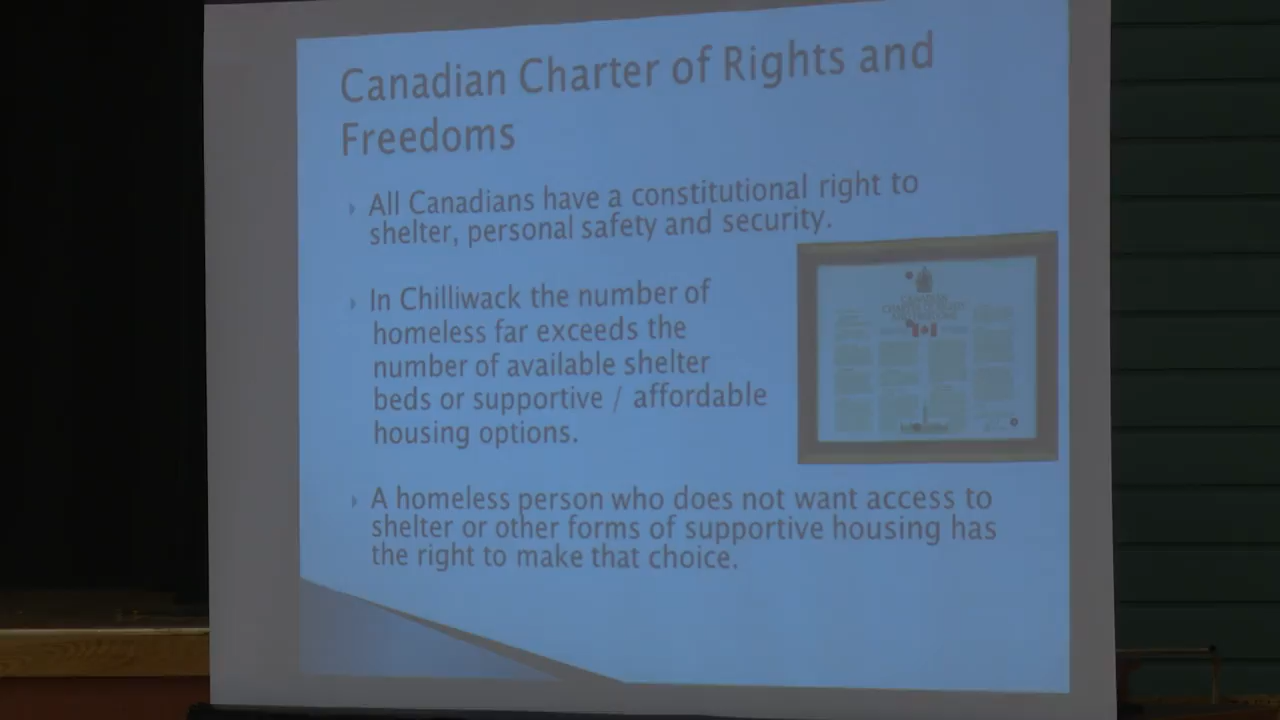 Canadian Charter of Rights and
Freedoms
All Canadians have a constitutional right to
shelter, personal safety and security.
In Chilliwack the number of
homeless far exceeds the
number of available shelter
beds or supportive / affordable
housing options.
A homeless person who does not want access to
shelter or other forms of supportive housing has
the right to make that choice.